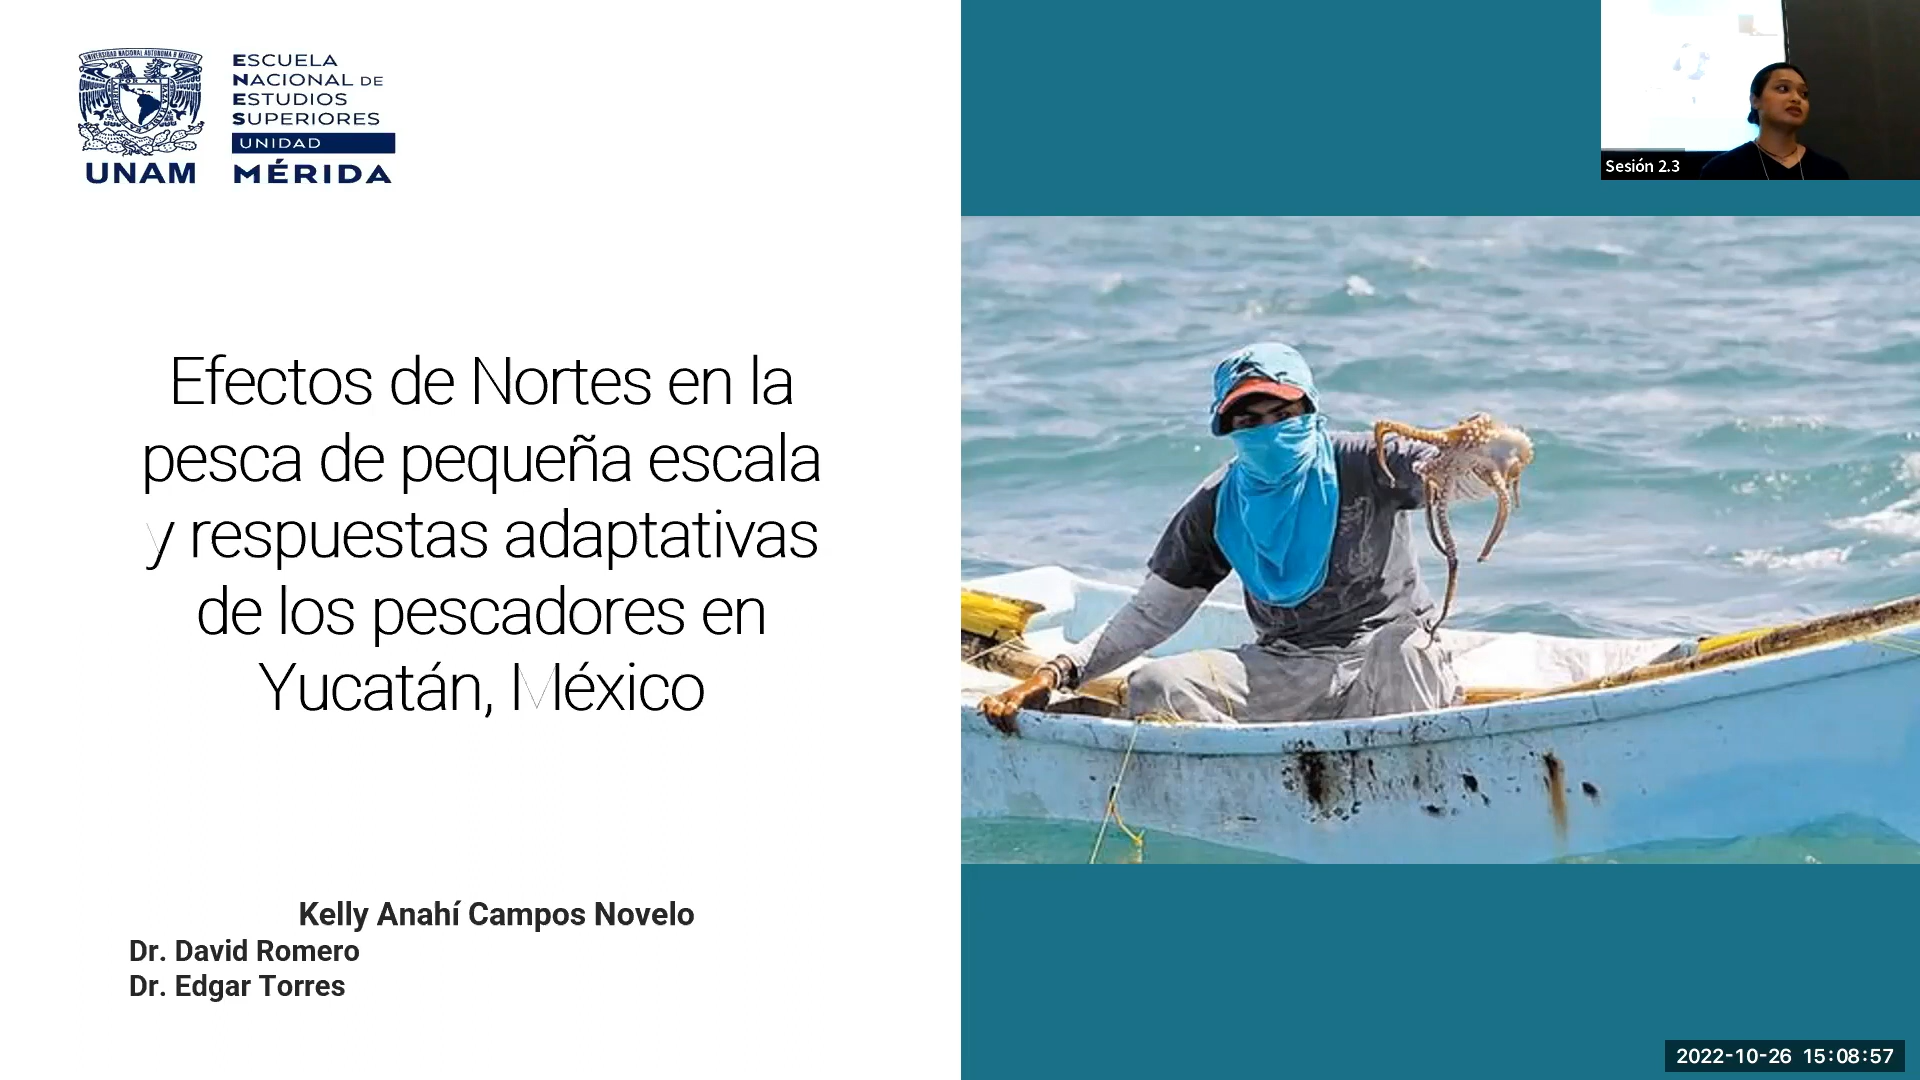 UNIVERSIDAD NACIONAL AUTÓNOMA D MÉXICO
UNAM
ESCUELA
NACIONAL DE
ESTUDIOS
SUPERIORES
UNIDAD
MÉRIDA
Efectos de Nortes en la
pesca de pequeña escala
y respuestas adaptativas
de los pescadores en
Yucatán, México
Kelly Anahí Campos Novelo
Dr. David Romero
Dr. Edgar Torres
Sesión 2.3
2022-10-26 15:08:57